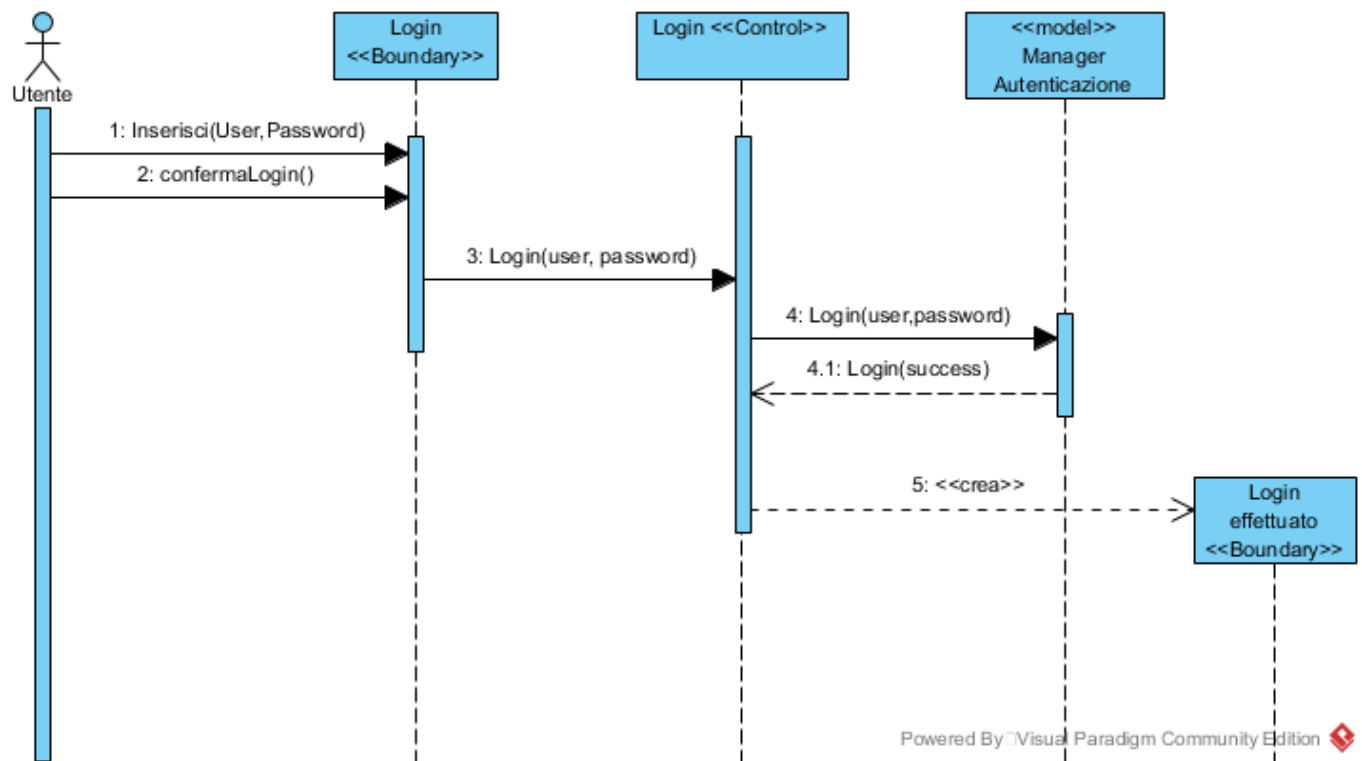 Utente
Login
<<Boundary>>
Login <<Control>>
<<model>>
Manager
Autenticazione
1: Inserisci(User,Password)
2: confermaLogin()
3: Login(user, password)
4: Login(user,password)
4.1: Login(success)
5: <<crea>>
Login
effettuato
<<Boundary>>
Powered By Visual Paradigm Community Edition